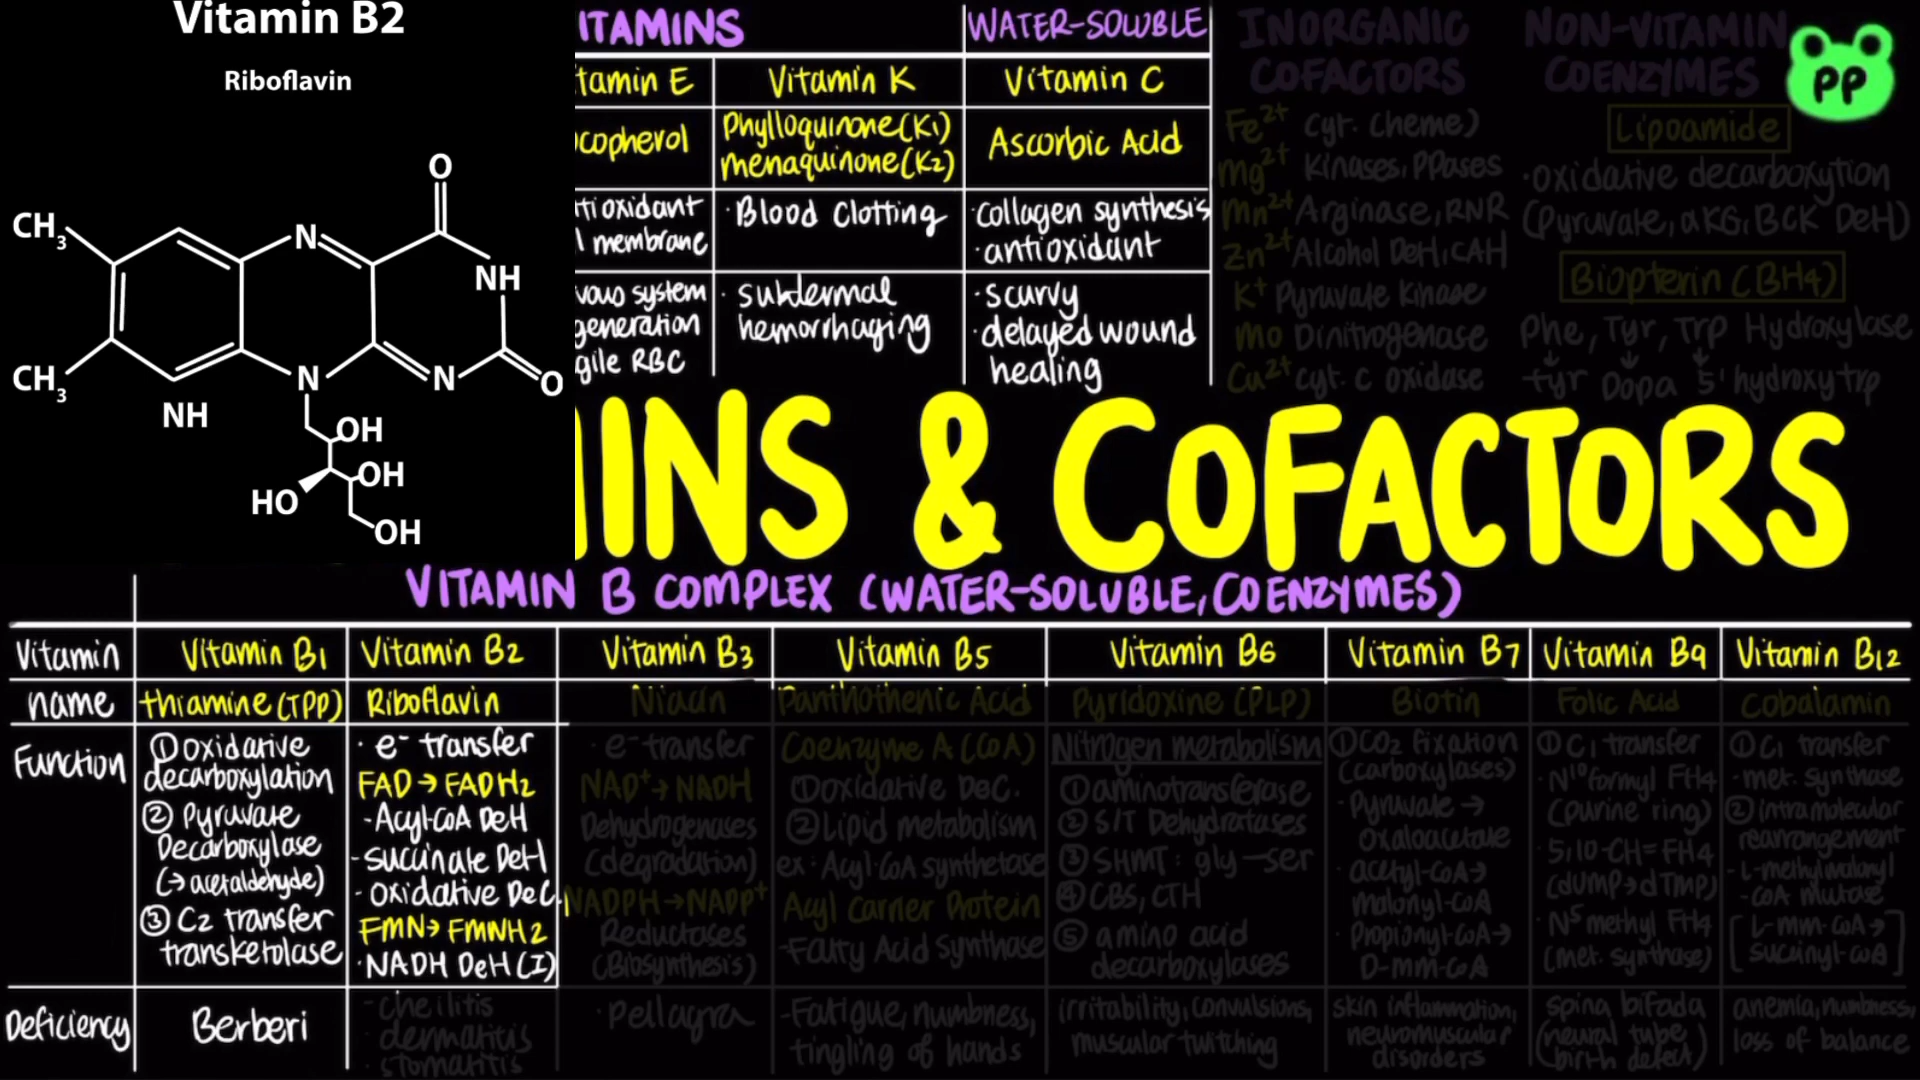 Vitamin B2
Riboflavin
O
CH3
N
NH
CH3
N
N
O
NH
OH
OH
HO
OH
ITAMINS
WATER-SOLUBLE
tamin E
Vitamin K
Vitamin C
copherol
Phylloquinone(K1)
menaquinone(K2)
Ascorbic Acid
tioxidant
l membrane
· Blood Clotting
· collagen synthesis
· antioxidant
vous system
generation
gile RBC
· subdermal
hemorrhaging
· scurvy
· delayed wound
healing
INORGANIC
COFACTORS
Fe2+ Cyt. (heme)
Mg2+ Kinases, PPases
Mn2+ Arginase, RNR
Zn2+ Alcohol DeH, CAH
K+ Pyruvate Kinase
Mo Dinitrogenase
Cu2+ cyt. c oxidase
NON-VITAMIN
COENZYMES
Lipoamide
· oxidative decarboxytion
(Pyruvate, αKG, BCK DeH)
Biopterin (BH4)
Phe, Tyr, Trp Hydroxylase
tyr Dopa 5' hydroxytrp
PP
INS & COFACTORS
VITAMIN B COMPLEX (WATER-SOLUBLE, COENZYMES)
Vitamin
Vitamin B1
Vitamin B2
Vitamin B3
Vitamin B5
Vitamin B6
Vitamin B7
Vitamin B9
Vitamin B12
name
thiamine (TPP)
Riboflavin
Niacin
Panthothenic Acid
Pyridoxine (PLP)
Biotin
Folic Acid
Cobalamin
Function
① oxidative
decarboxylation
② Pyruvate
Decarboxylase
(→ acetaldehyde)
③ C2 transfer
transketolase
· e- transfer
FAD → FADH2
- Acyl-CoA DeH
- Succinate DeH
- oxidative DeC.
FMN → FMNH2
· NADH DeH (I)
· e- transfer
NAD+ → NADH
Dehydrogenases
(degradation)
NADPH → NADP+
Reductases
(Biosynthesis)
Coenzyme A (CoA)
① Oxidative DeC.
② Lipid metabolism
ex: Acyl-CoA synthetase
Acyl Carrier Protein
- Fatty Acid Synthase
Nitrogen metabolism
① aminotransferase
② S/T Dehydratases
③ SHMT: gly — ser
④ CBS, CTH
⑤ amino acid
decarboxylases
① CO2 fixation
(carboxylases)
· Pyruvate →
oxaloacetate
· acetyl-CoA →
malonyl-CoA
· Propionyl-CoA →
D-MM-CoA
① C1 transfer
· N10 formyl FH4
(purine ring)
· 5,10-CH=FH4
(dUMP → dTMP)
· N5 methyl FH4
(met. synthase)
① C1 transfer
- met. synthase
② intramolecular
rearrangement
- L-methylmalonyl
-CoA mutase
[L-mm-CoA →
succinyl-CoA]
Deficiency
Berberi
- cheilitis
- dermatitis
- stomatitis
· pellagra
- Fatigue, numbness,
tingling of hands
irritability, convulsions,
muscular twitching
skin inflammation,
neuromuscular
disorders
spina bifada
(neural tube
birth defect)
anemia, numbness,
loss of balance